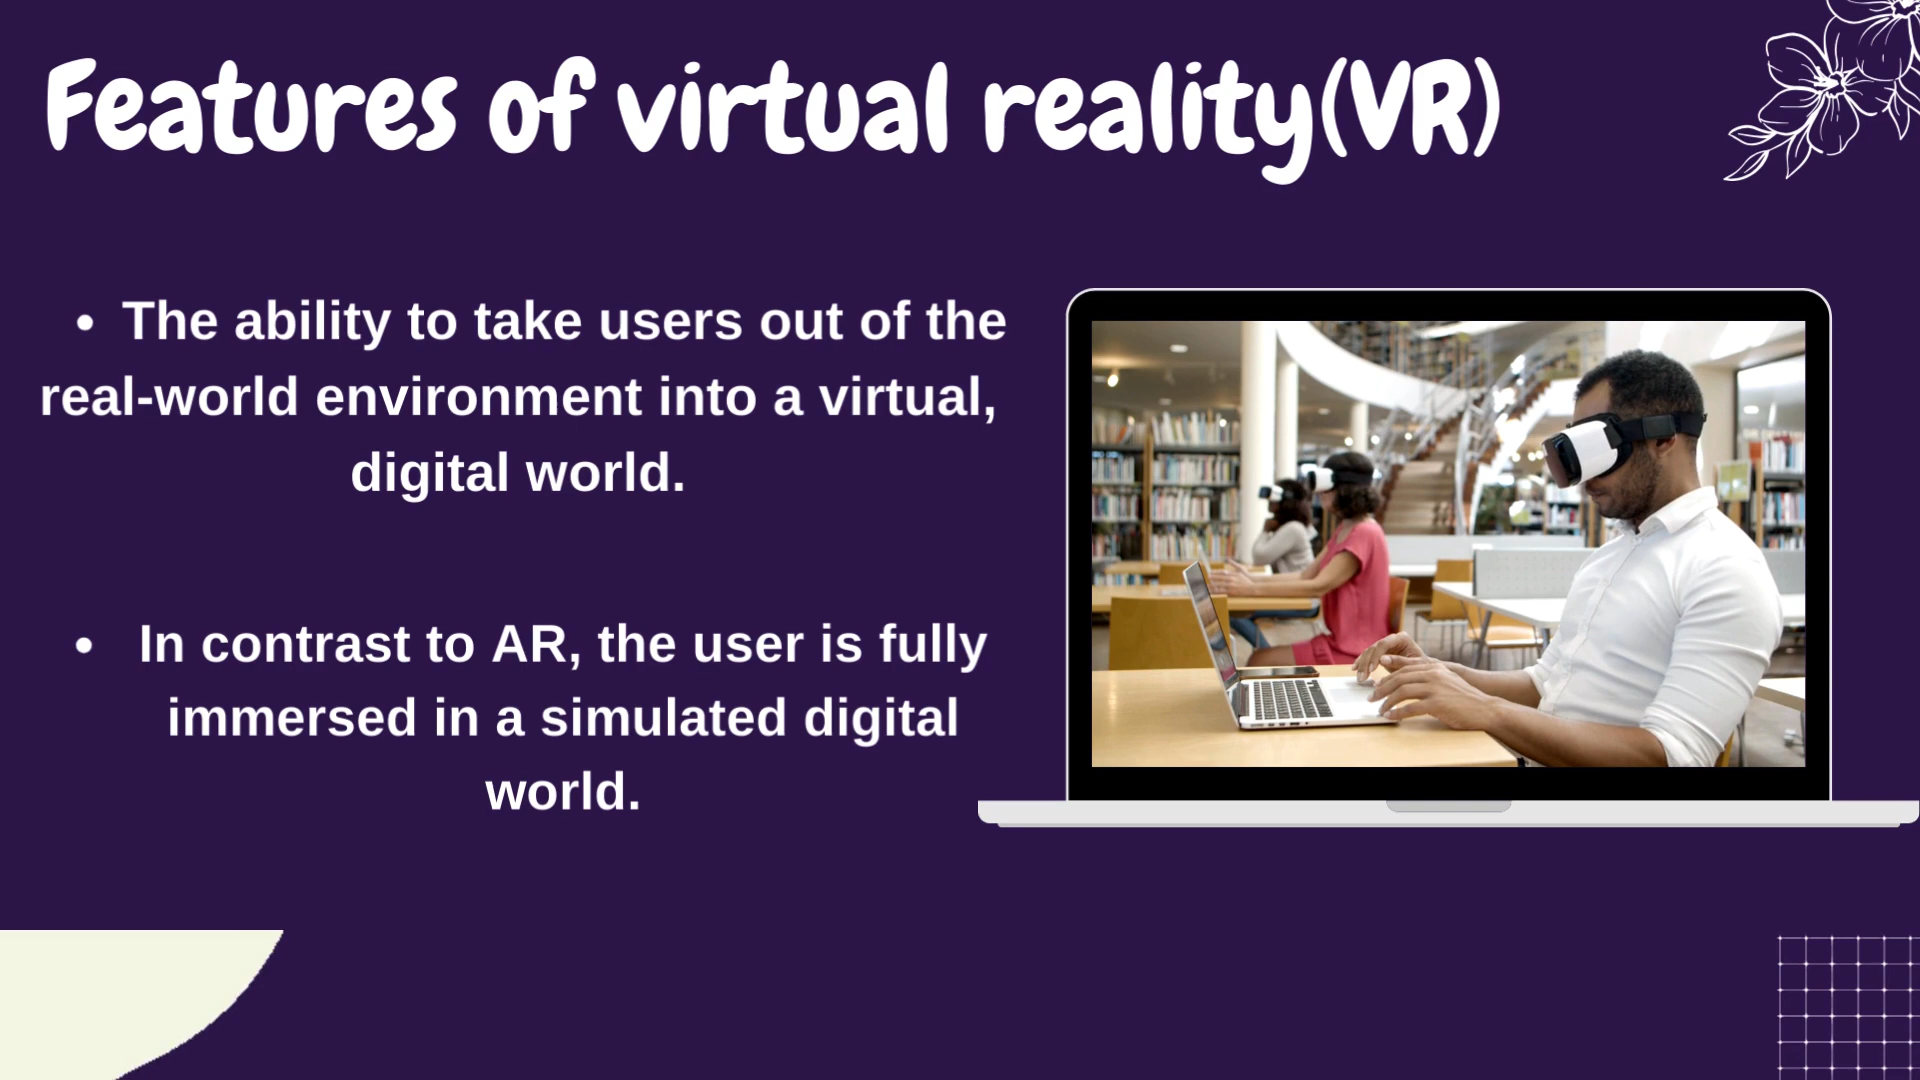 Features of virtual reality(VR)
• The ability to take users out of the
real-world environment into a virtual,
digital world.
• In contrast to AR, the user is fully
immersed in a simulated digital
world.